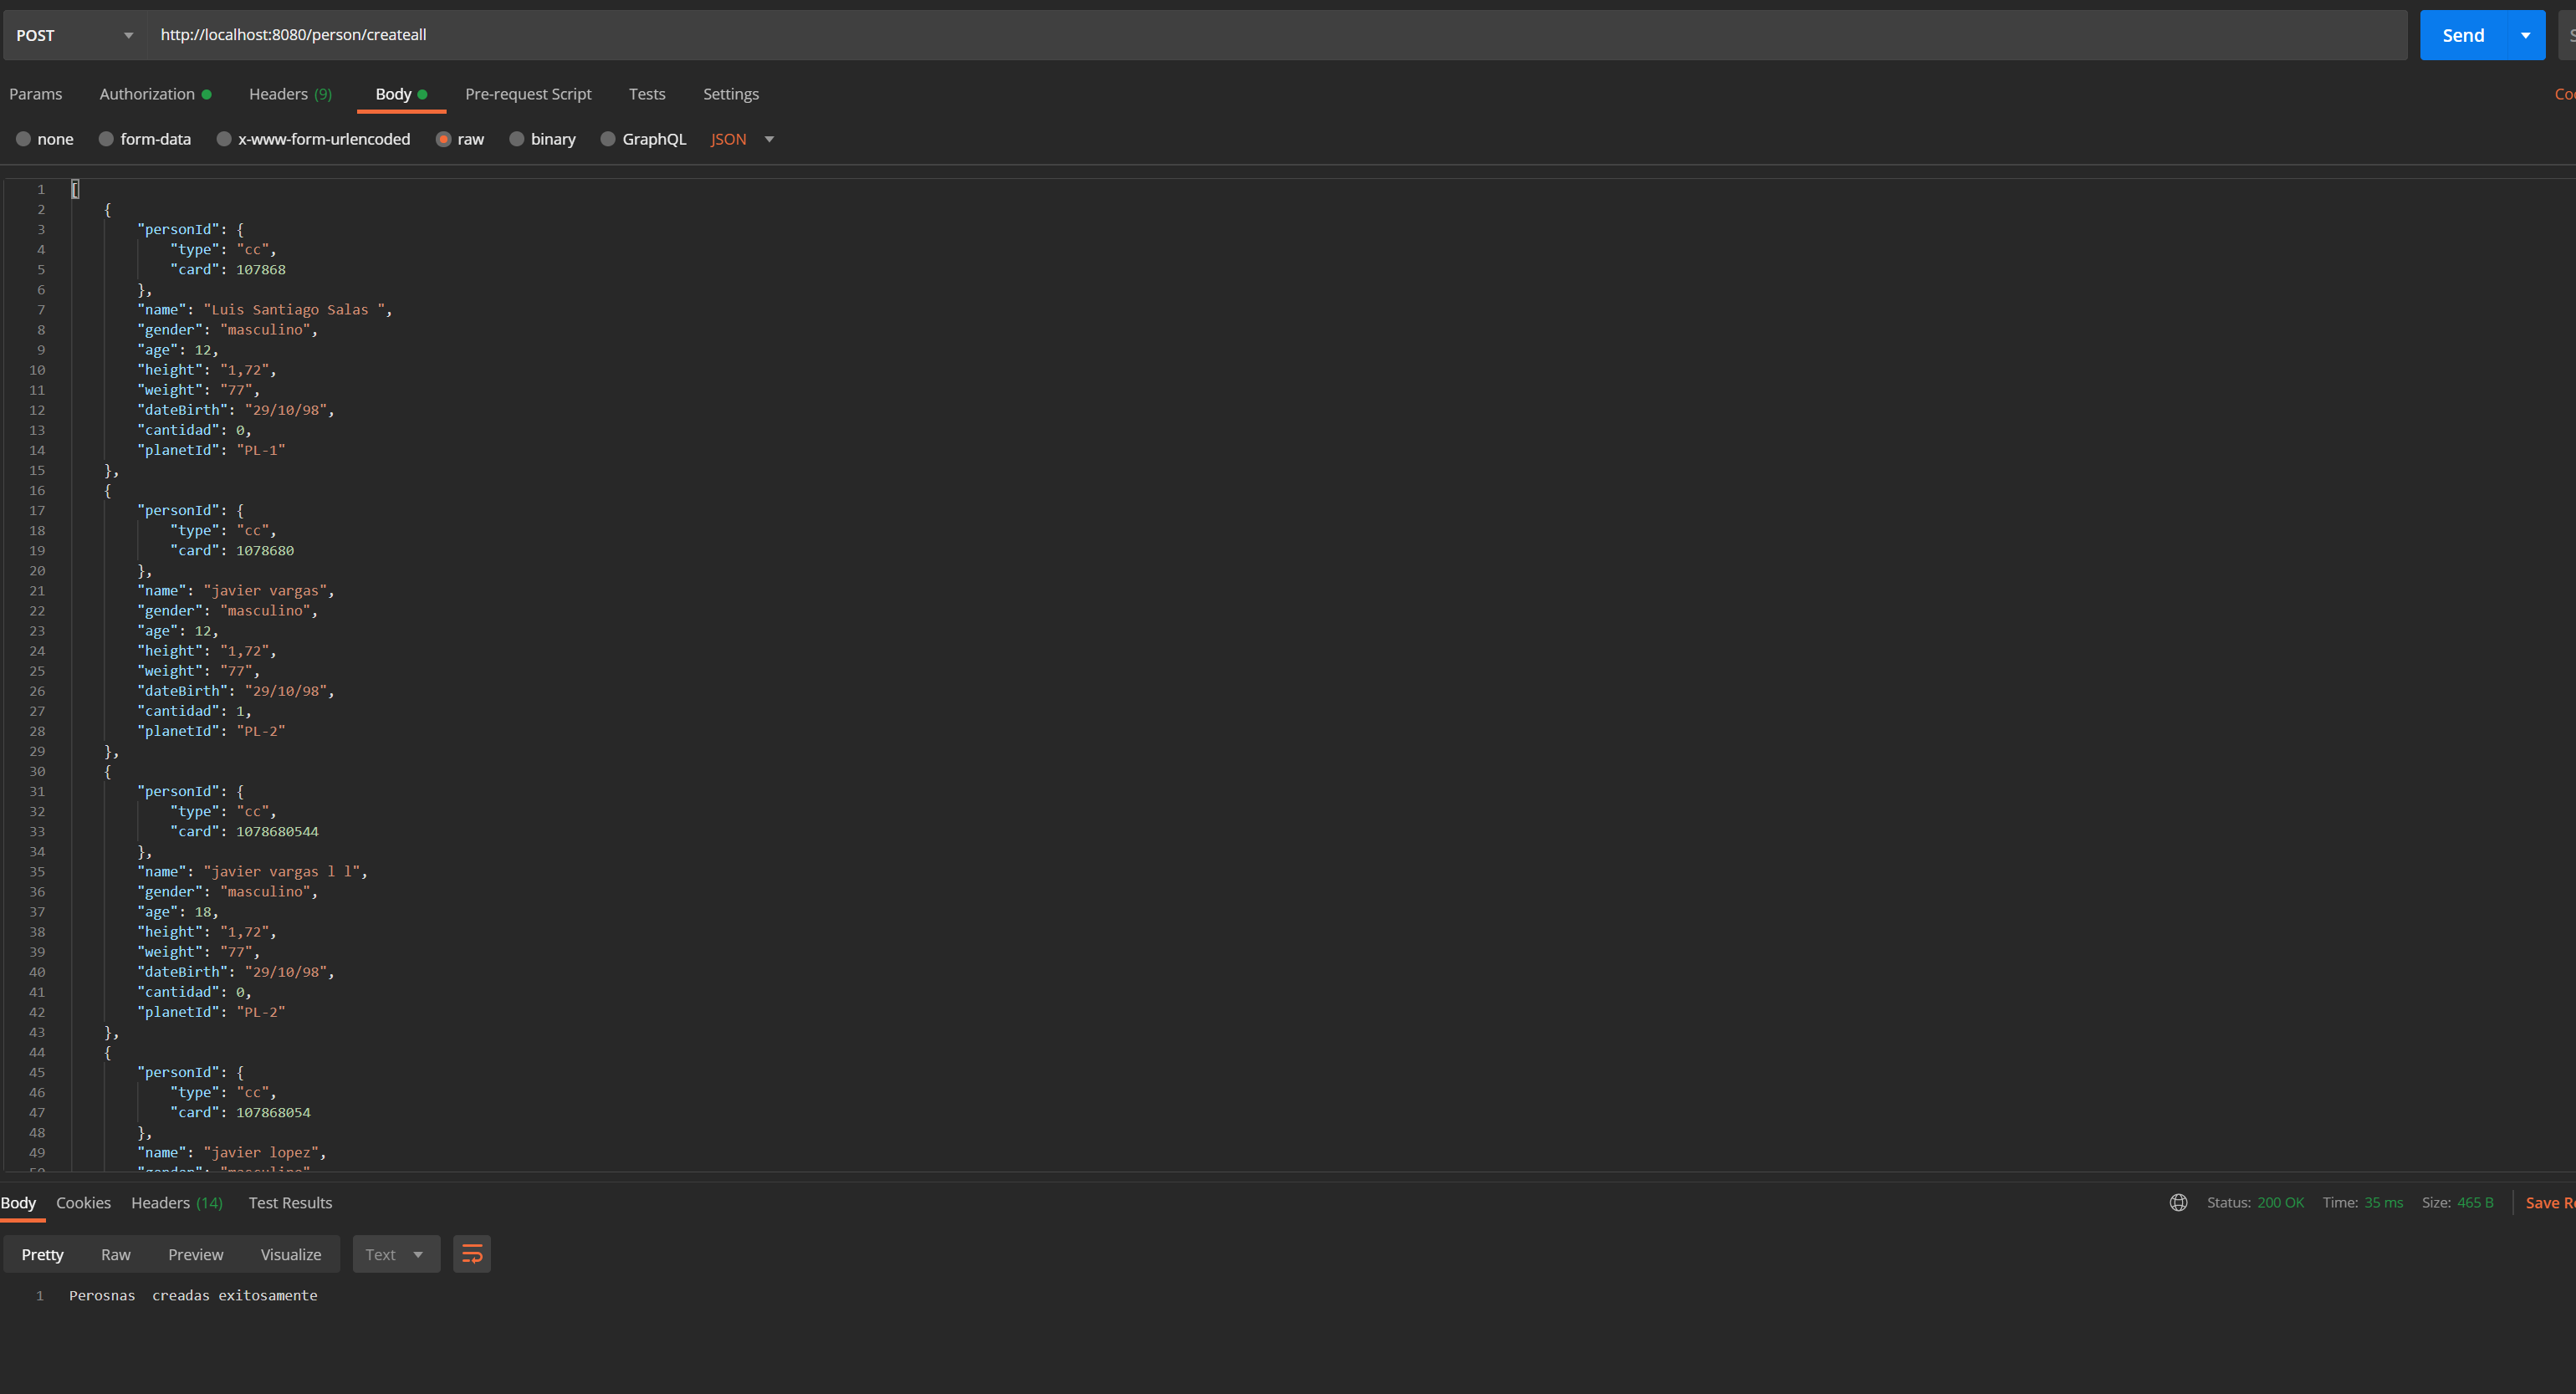 POST http://localhost:8080/person/createall Send
Params Authorization Headers (9) Body Pre-request Script Tests Settings
none form-data x-www-form-urlencoded raw binary GraphQL JSON
1 [
2 {
3 "personId": {
4 "type": "cc",
5 "card": 107868
6 },
7 "name": "Luis Santiago Salas ",
8 "gender": "masculino",
9 "age": 12,
10 "height": "1,72",
11 "weight": "77",
12 "dateBirth": "29/10/98",
13 "cantidad": 0,
14 "planetId": "PL-1"
15 },
16 {
17 "personId": {
18 "type": "cc",
19 "card": 1078680
20 },
21 "name": "javier vargas",
22 "gender": "masculino",
23 "age": 12,
24 "height": "1,72",
25 "weight": "77",
26 "dateBirth": "29/10/98",
27 "cantidad": 1,
28 "planetId": "PL-2"
29 },
30 {
31 "personId": {
32 "type": "cc",
33 "card": 1078680544
34 },
35 "name": "javier vargas l l",
36 "gender": "masculino",
37 "age": 18,
38 "height": "1,72",
39 "weight": "77",
40 "dateBirth": "29/10/98",
41 "cantidad": 0,
42 "planetId": "PL-2"
43 },
44 {
45 "personId": {
46 "type": "cc",
47 "card": 107868054
48 },
49 "name": "javier lopez",
50 "gender": "masculino"
Body Cookies Headers (14) Test Results Status: 200 OK Time: 35 ms Size: 465 B Save
Pretty Raw Preview Visualize Text
1 Perosnas  creadas exitosamente